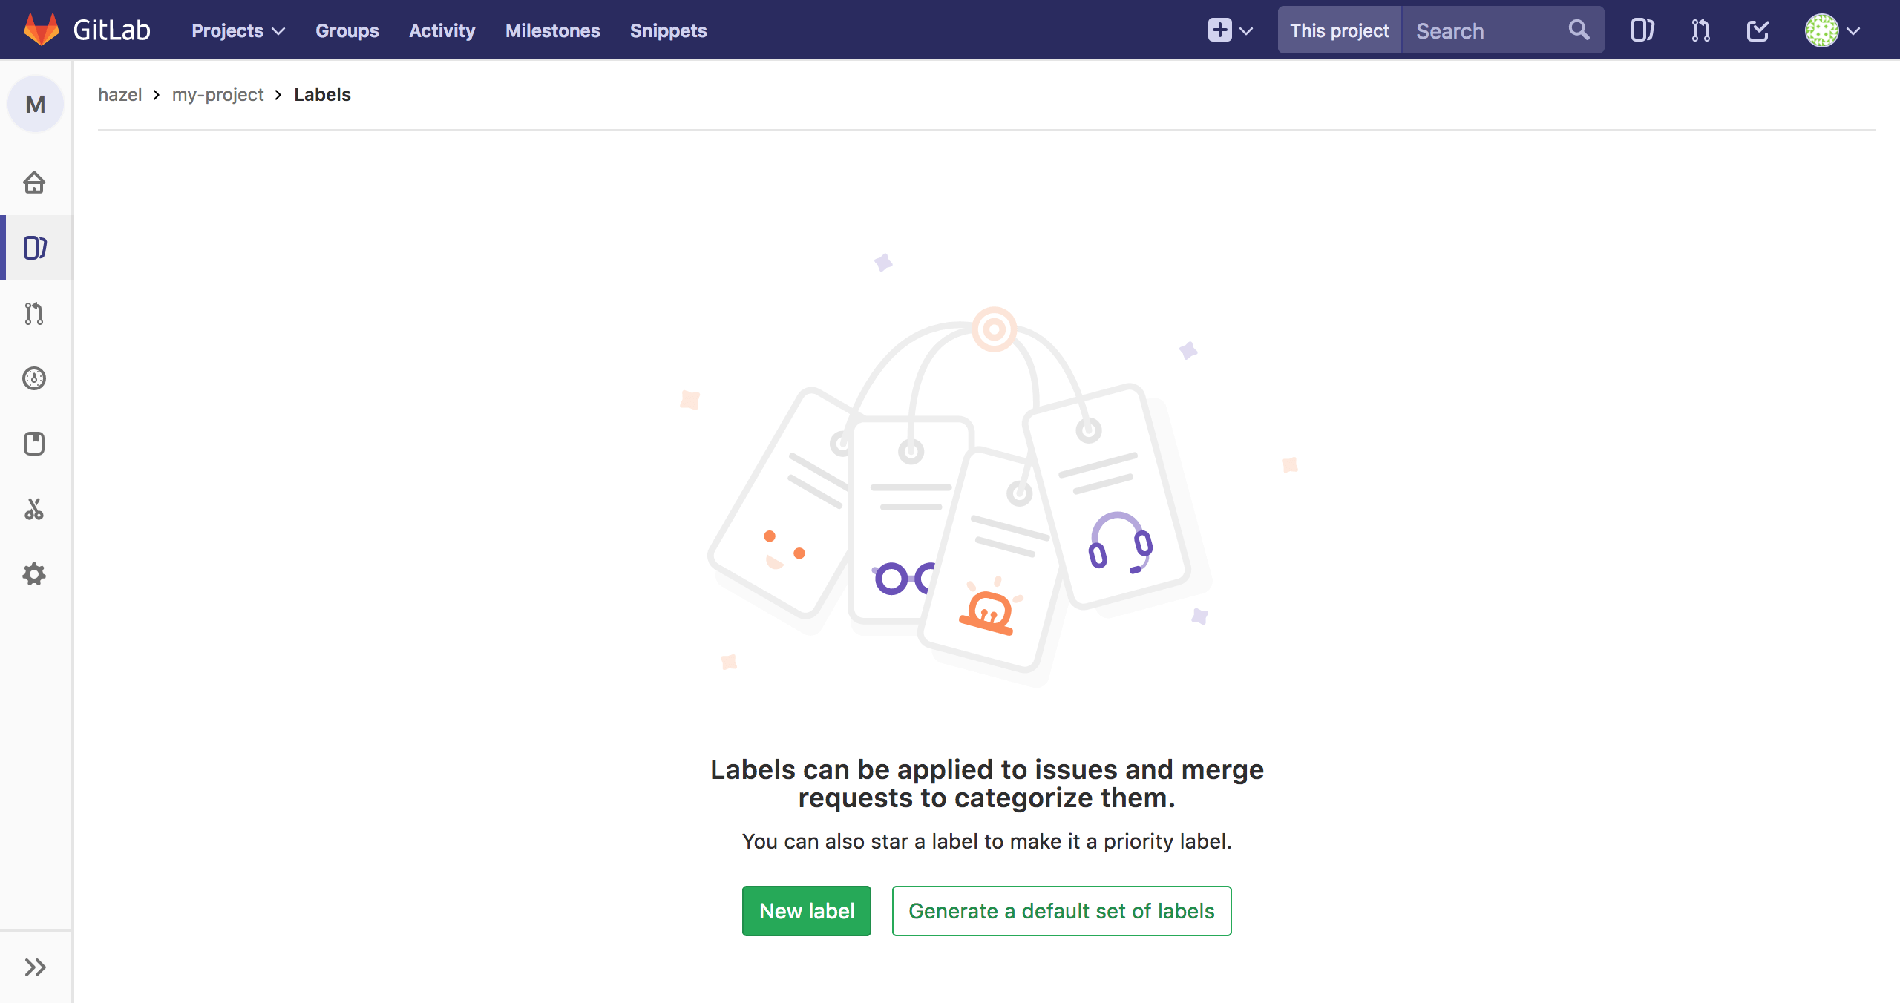 GitLab Projects Groups Activity Milestones Snippets This project Search
M
hazel > my-project > Labels
Labels can be applied to issues and merge
requests to categorize them.
You can also star a label to make it a priority label.
New label Generate a default set of labels